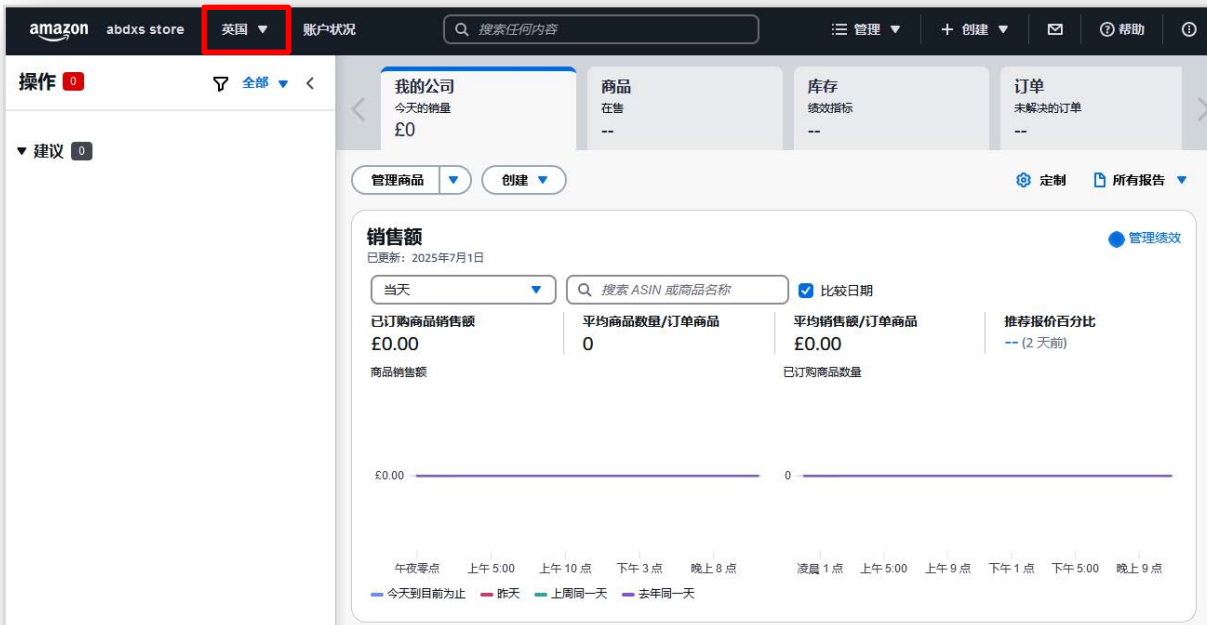 amazon abdxs store 英国 ▼ 账户状况 搜索任何内容 管理 ▼ + 创建 ▼ 帮助
操作 0 全部 ▼
建议 0
我的公司
今天的销量
£0
商品
在售
--
库存
绩效指标
--
订单
未解决的订单
--
管理商品 ▼ 创建 ▼ 定制 所有报告 ▼
销售额 管理绩效
已更新: 2025年7月1日
当天 ▼ 搜索 ASIN 或商品名称 比较日期
已订购商品销售额 平均商品数量/订单商品 平均销售额/订单商品 推荐报价百分比
£0.00 0 £0.00 -- (2 天前)
商品销售额 已订购商品数量
£0.00 0
午夜零点 上午 5:00 上午 10 点 下午 3 点 晚上 8 点 凌晨 1 点 上午 5:00 上午 9 点 下午 1 点 下午 5:00 晚上 9 点
今天到目前为止 昨天 上周同一天 去年同一天